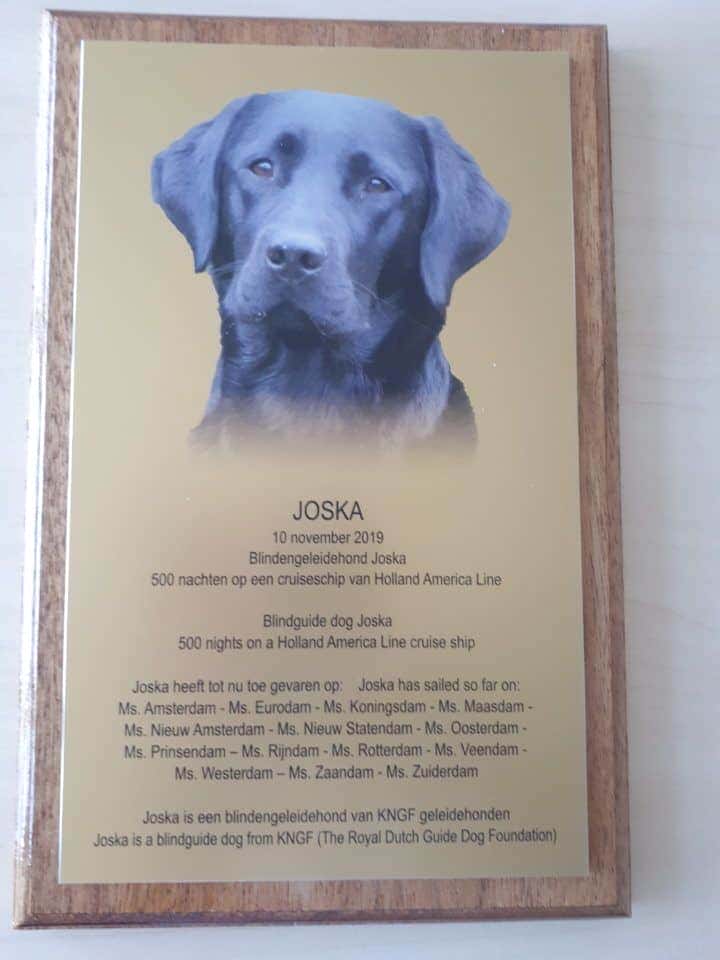 JOSKA
10 november 2019
Blindengeleidehond Joska
500 nachten op een cruiseschip van Holland America Line
Blindguide dog Joska
500 nights on a Holland America Line cruise ship
Joska heeft tot nu toe gevaren op: Joska has sailed so far on:
Ms. Amsterdam - Ms. Eurodam - Ms. Koningsdam - Ms. Maasdam -
Ms. Nieuw Amsterdam - Ms. Nieuw Statendam - Ms. Oosterdam -
Ms. Prinsendam – Ms. Rijndam - Ms. Rotterdam - Ms. Veendam -
Ms. Westerdam – Ms. Zaandam - Ms. Zuiderdam
Joska is een blindengeleidehond van KNGF geleidehonden
Joska is a blindguide dog from KNGF (The Royal Dutch Guide Dog Foundation)